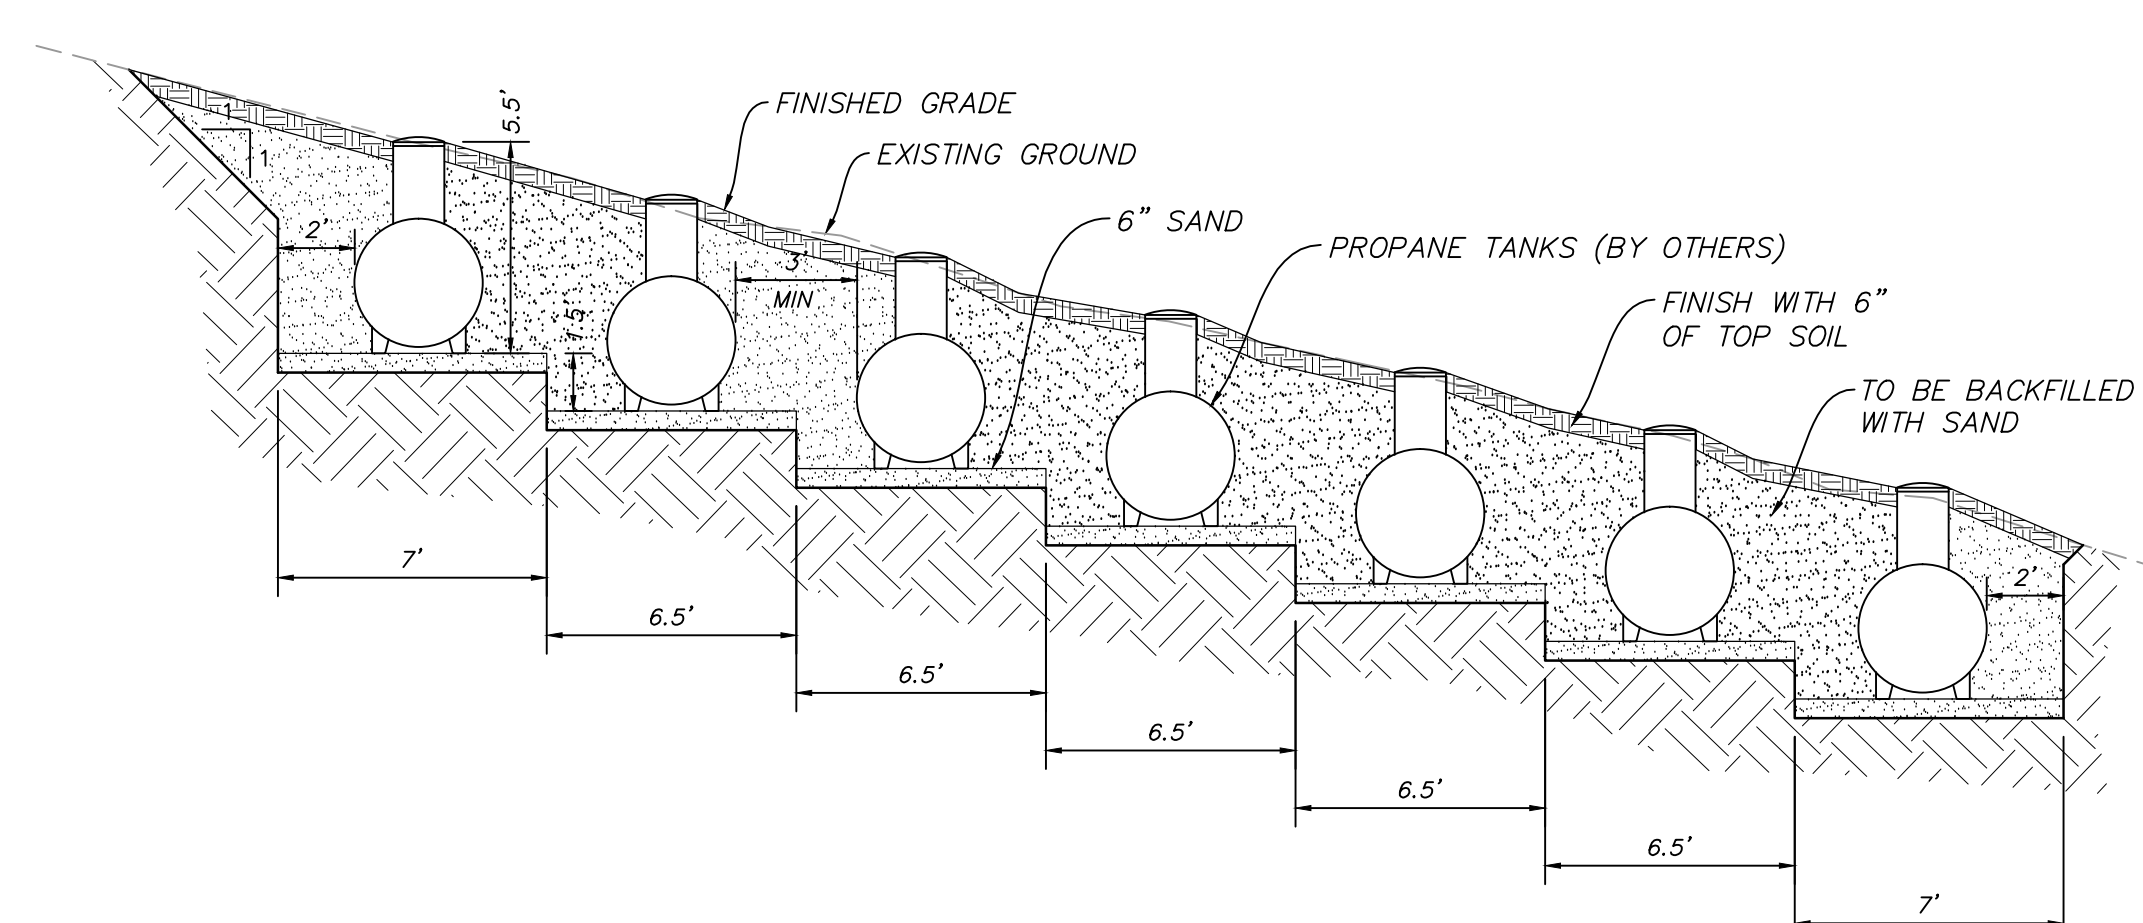 5.5'
FINISHED GRADE
1
EXISTING GROUND
1
6" SAND
2'
PROPANE TANKS (BY OTHERS)
3'
MIN
FINISH WITH 6"
OF TOP SOIL
1.5'
TO BE BACKFILLED
WITH SAND
7'
2'
6.5'
6.5'
6.5'
6.5'
6.5'
7'